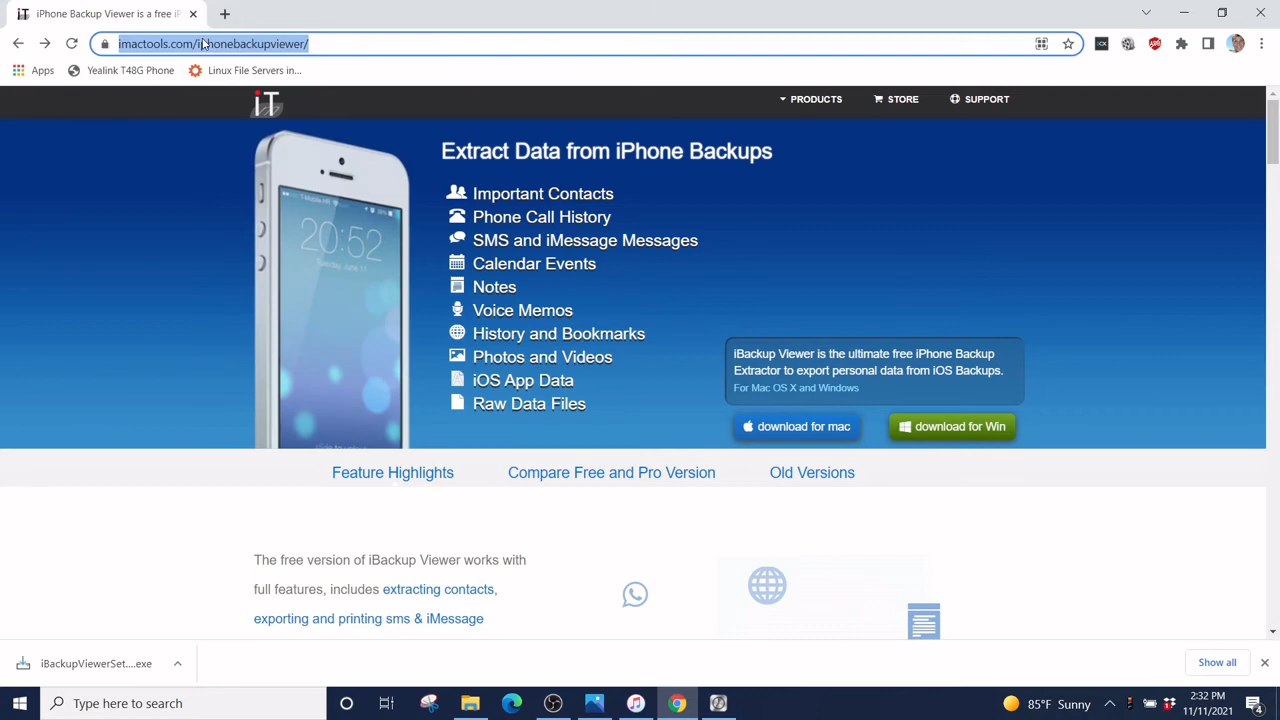 iPhone Backup Viewer is a free iP
imactools.com/iphonebackupviewer/
Apps
Yealink T48G Phone
Linux File Servers in...
iT
PRODUCTS
STORE
SUPPORT
Extract Data from iPhone Backups
Important Contacts
Phone Call History
SMS and iMessage Messages
Calendar Events
Notes
Voice Memos
History and Bookmarks
Photos and Videos
iOS App Data
Raw Data Files
20:52
Tuesday, June 11
iBackup Viewer is the ultimate free iPhone Backup
Extractor to export personal data from iOS Backups.
For Mac OS X and Windows
download for mac
download for Win
Feature Highlights
Compare Free and Pro Version
Old Versions
The free version of iBackup Viewer works with
full features, includes extracting contacts,
exporting and printing sms & iMessage
iBackupViewerSet....exe
Show all
Type here to search
85°F Sunny
2:32 PM
11/11/2021
4